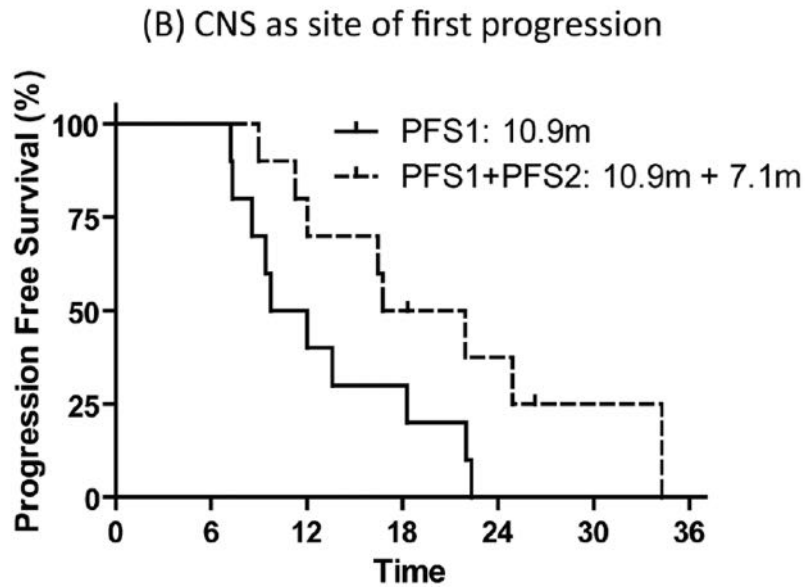 (B) CNS as site of first progression
PFS1: 10.9m
PFS1+PFS2: 10.9m + 7.1m
Progression Free Survival (%)
100
75
50
25
0
0 6 12 18 24 30 36
Time